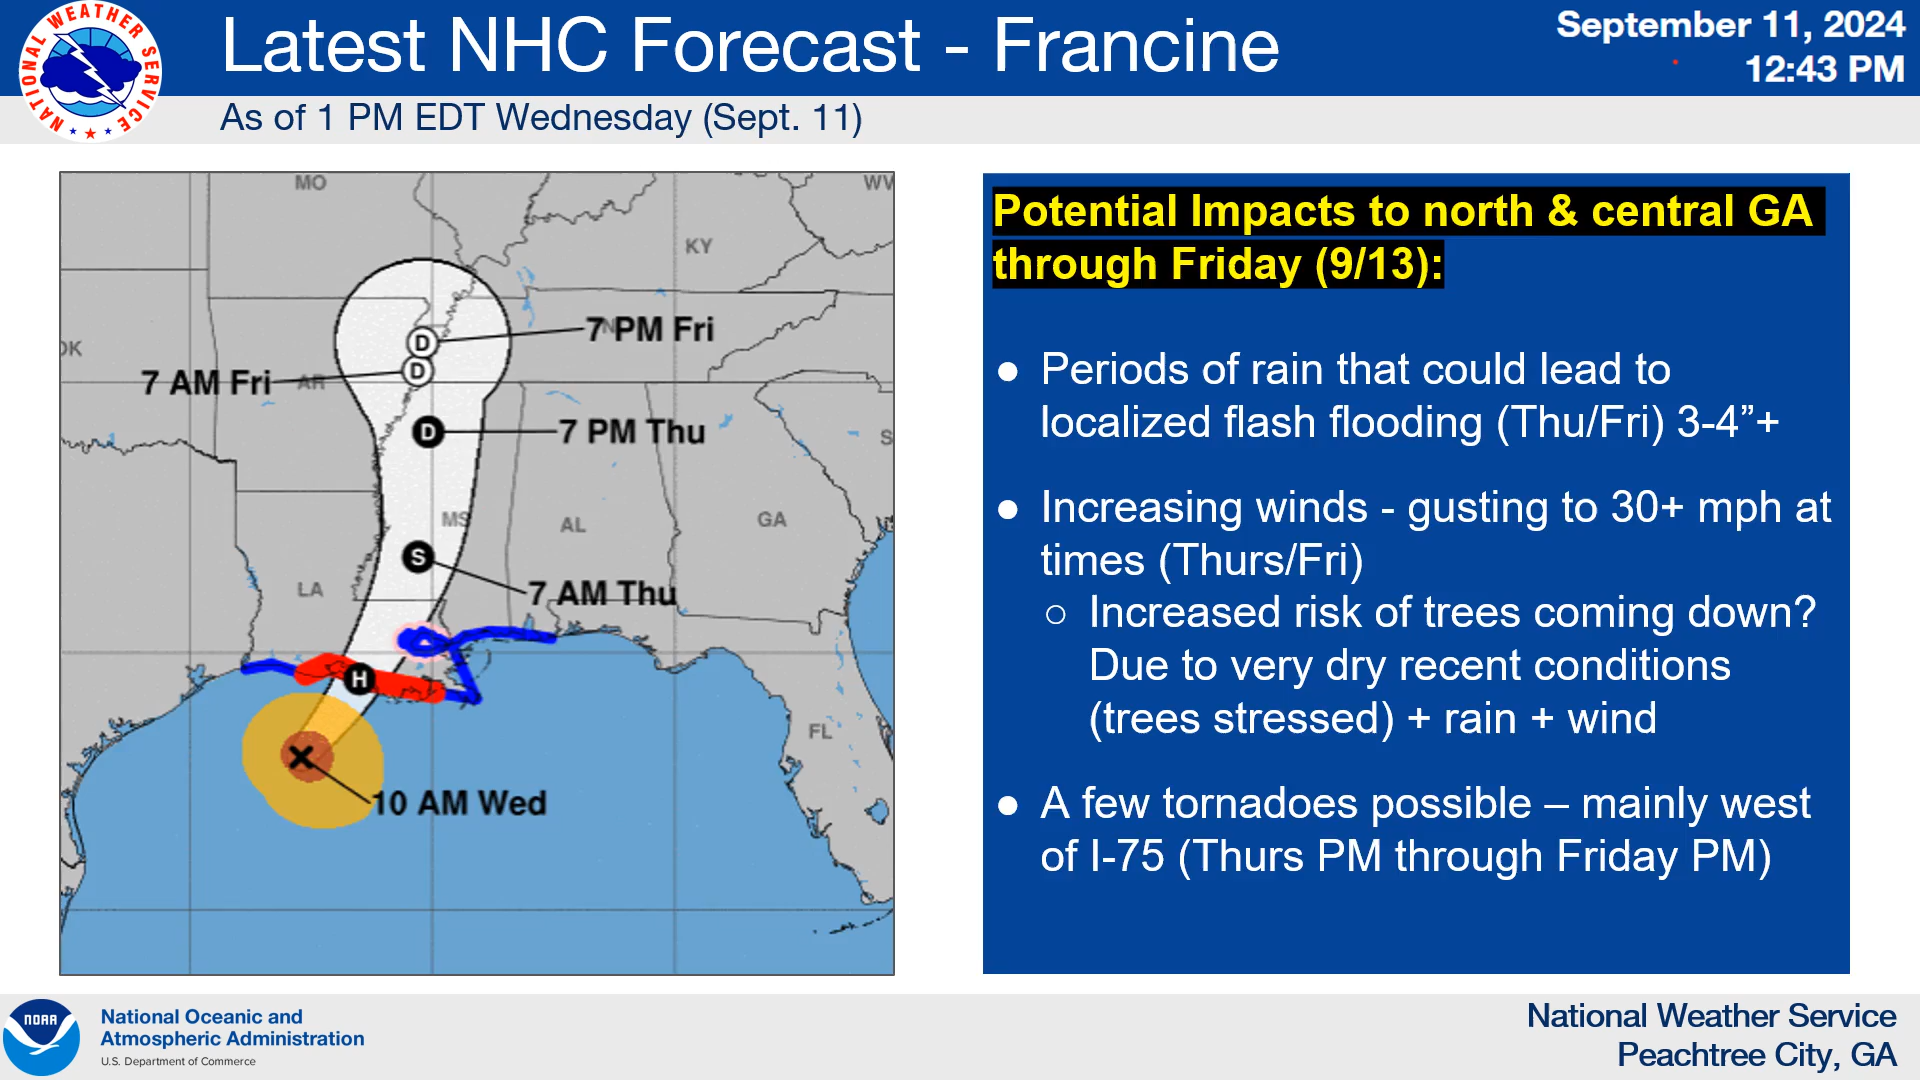 NATIONAL WEATHER SERVICE
Latest NHC Forecast - Francine
September 11, 2024
12:43 PM
As of 1 PM EDT Wednesday (Sept. 11)
MO
WV
KY
7 PM Fri
D
OK
D
7 AM Fri
AR
D
7 PM Thu
MS
AL
GA
S
LA
7 AM Thu
H
FL
10 AM Wed
Potential Impacts to north & central GA
through Friday (9/13):
● Periods of rain that could lead to
localized flash flooding (Thu/Fri) 3-4”+
● Increasing winds - gusting to 30+ mph at
times (Thurs/Fri)
○ Increased risk of trees coming down?
Due to very dry recent conditions
(trees stressed) + rain + wind
● A few tornadoes possible – mainly west
of I-75 (Thurs PM through Friday PM)
NOAA
National Oceanic and
Atmospheric Administration
U.S. Department of Commerce
National Weather Service
Peachtree City, GA